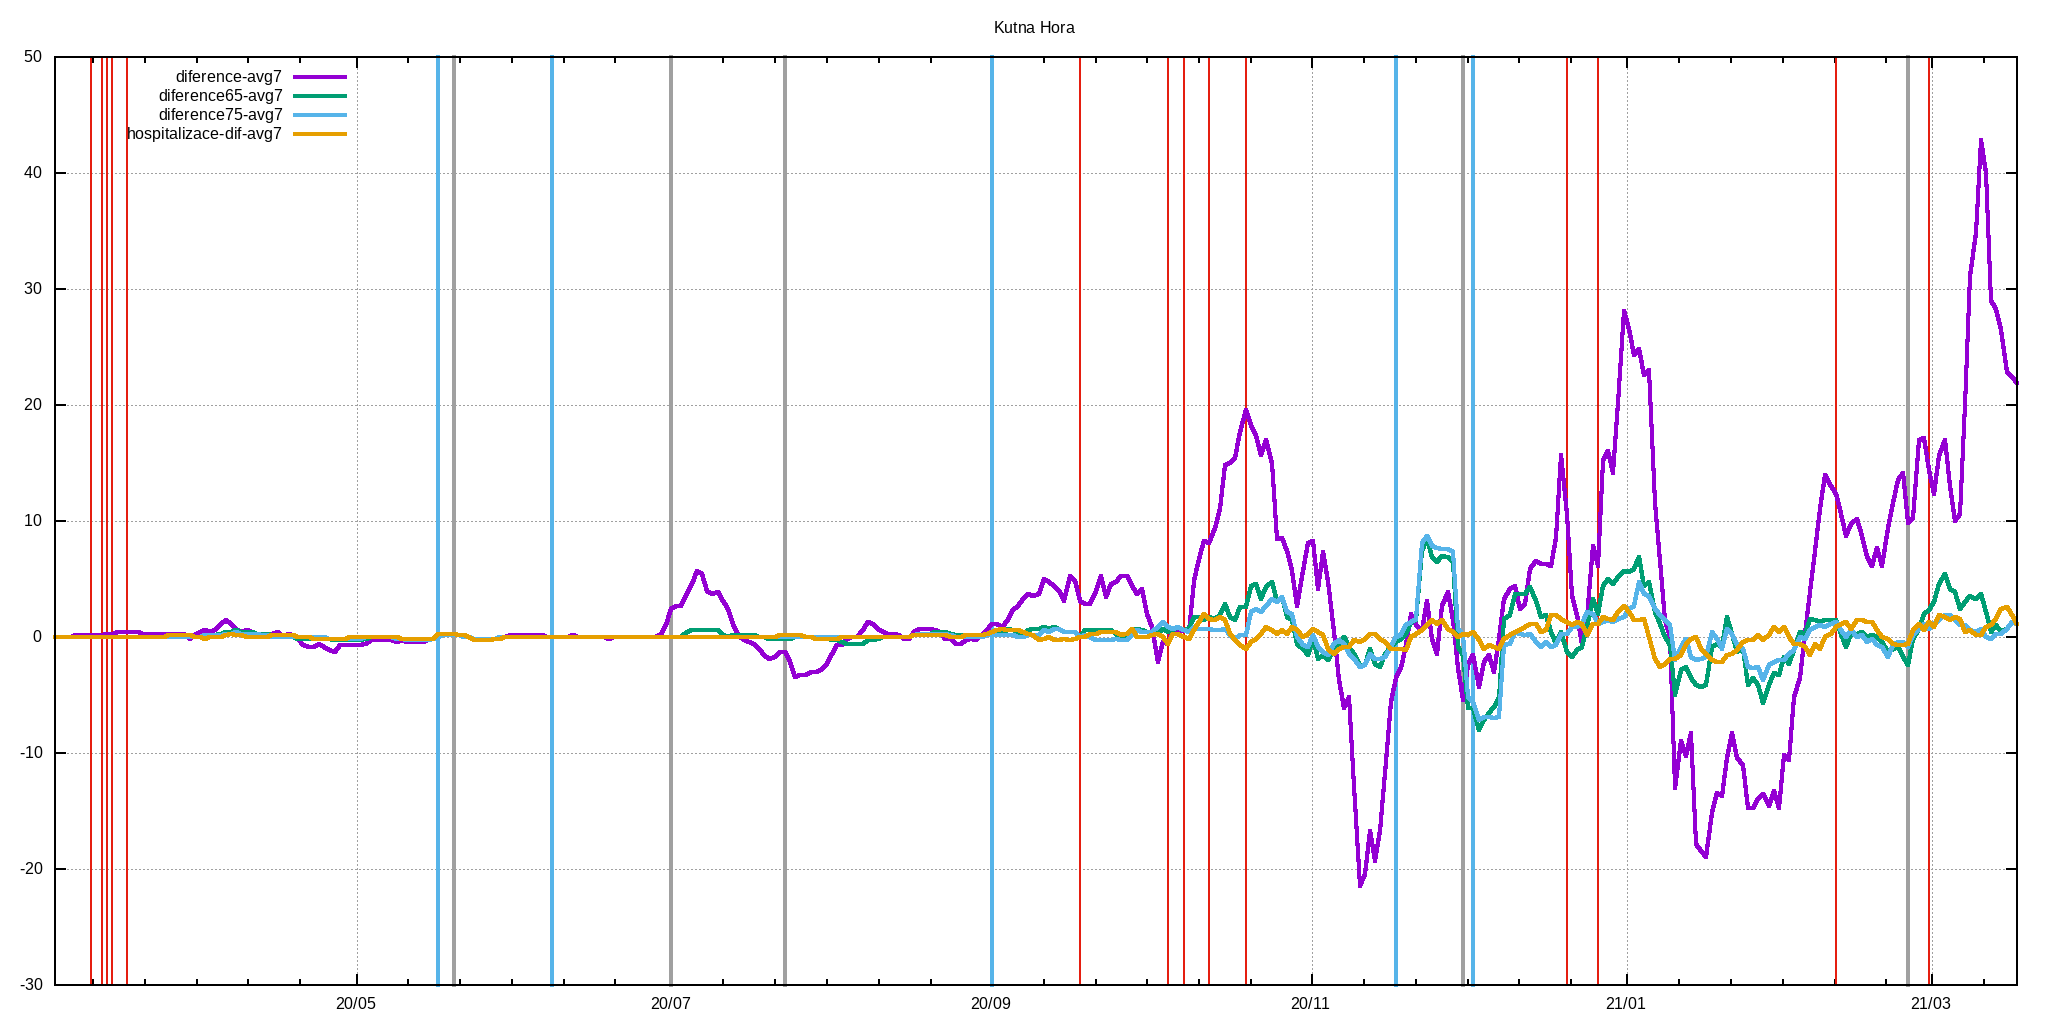 Kutna Hora
diference-avg7
diference65-avg7
diference75-avg7
hospitalizace-dif-avg7
50
40
30
20
10
0
-10
-20
-30
20/05 20/07 20/09 20/11 21/01 21/03